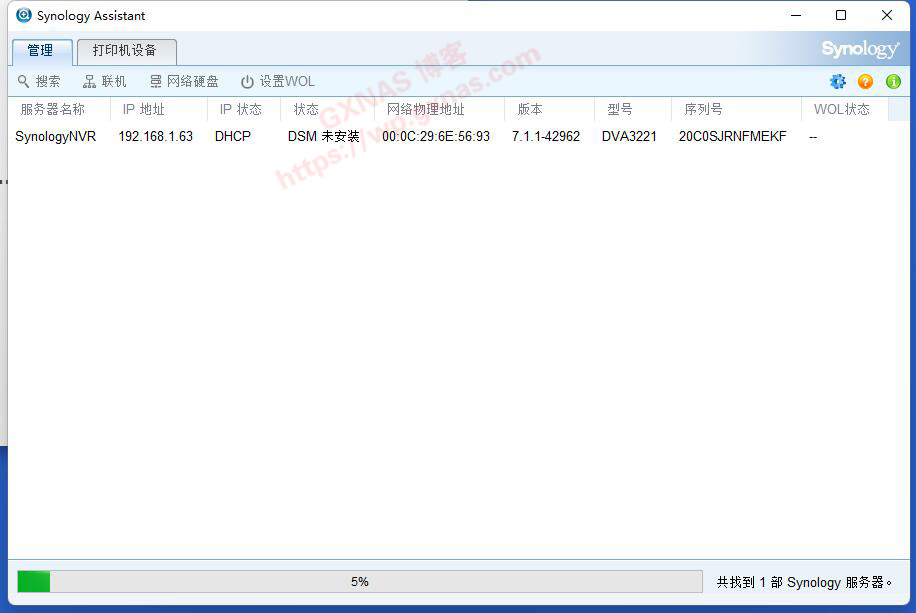 Synology Assistant
管理 打印机设备 Synology
搜索 联机 网络硬盘 设置WOL
服务器名称 IP 地址 IP 状态 状态 网络物理地址 版本 型号 序列号 WOL状态
SynologyNVR 192.168.1.63 DHCP DSM 未安装 00:0C:29:6E:56:93 7.1.1-42962 DVA3221 20C0SJRNFMEKF --
GXNAS 博客
https://wp.gxnas.com
5% 共找到 1 部 Synology 服务器。